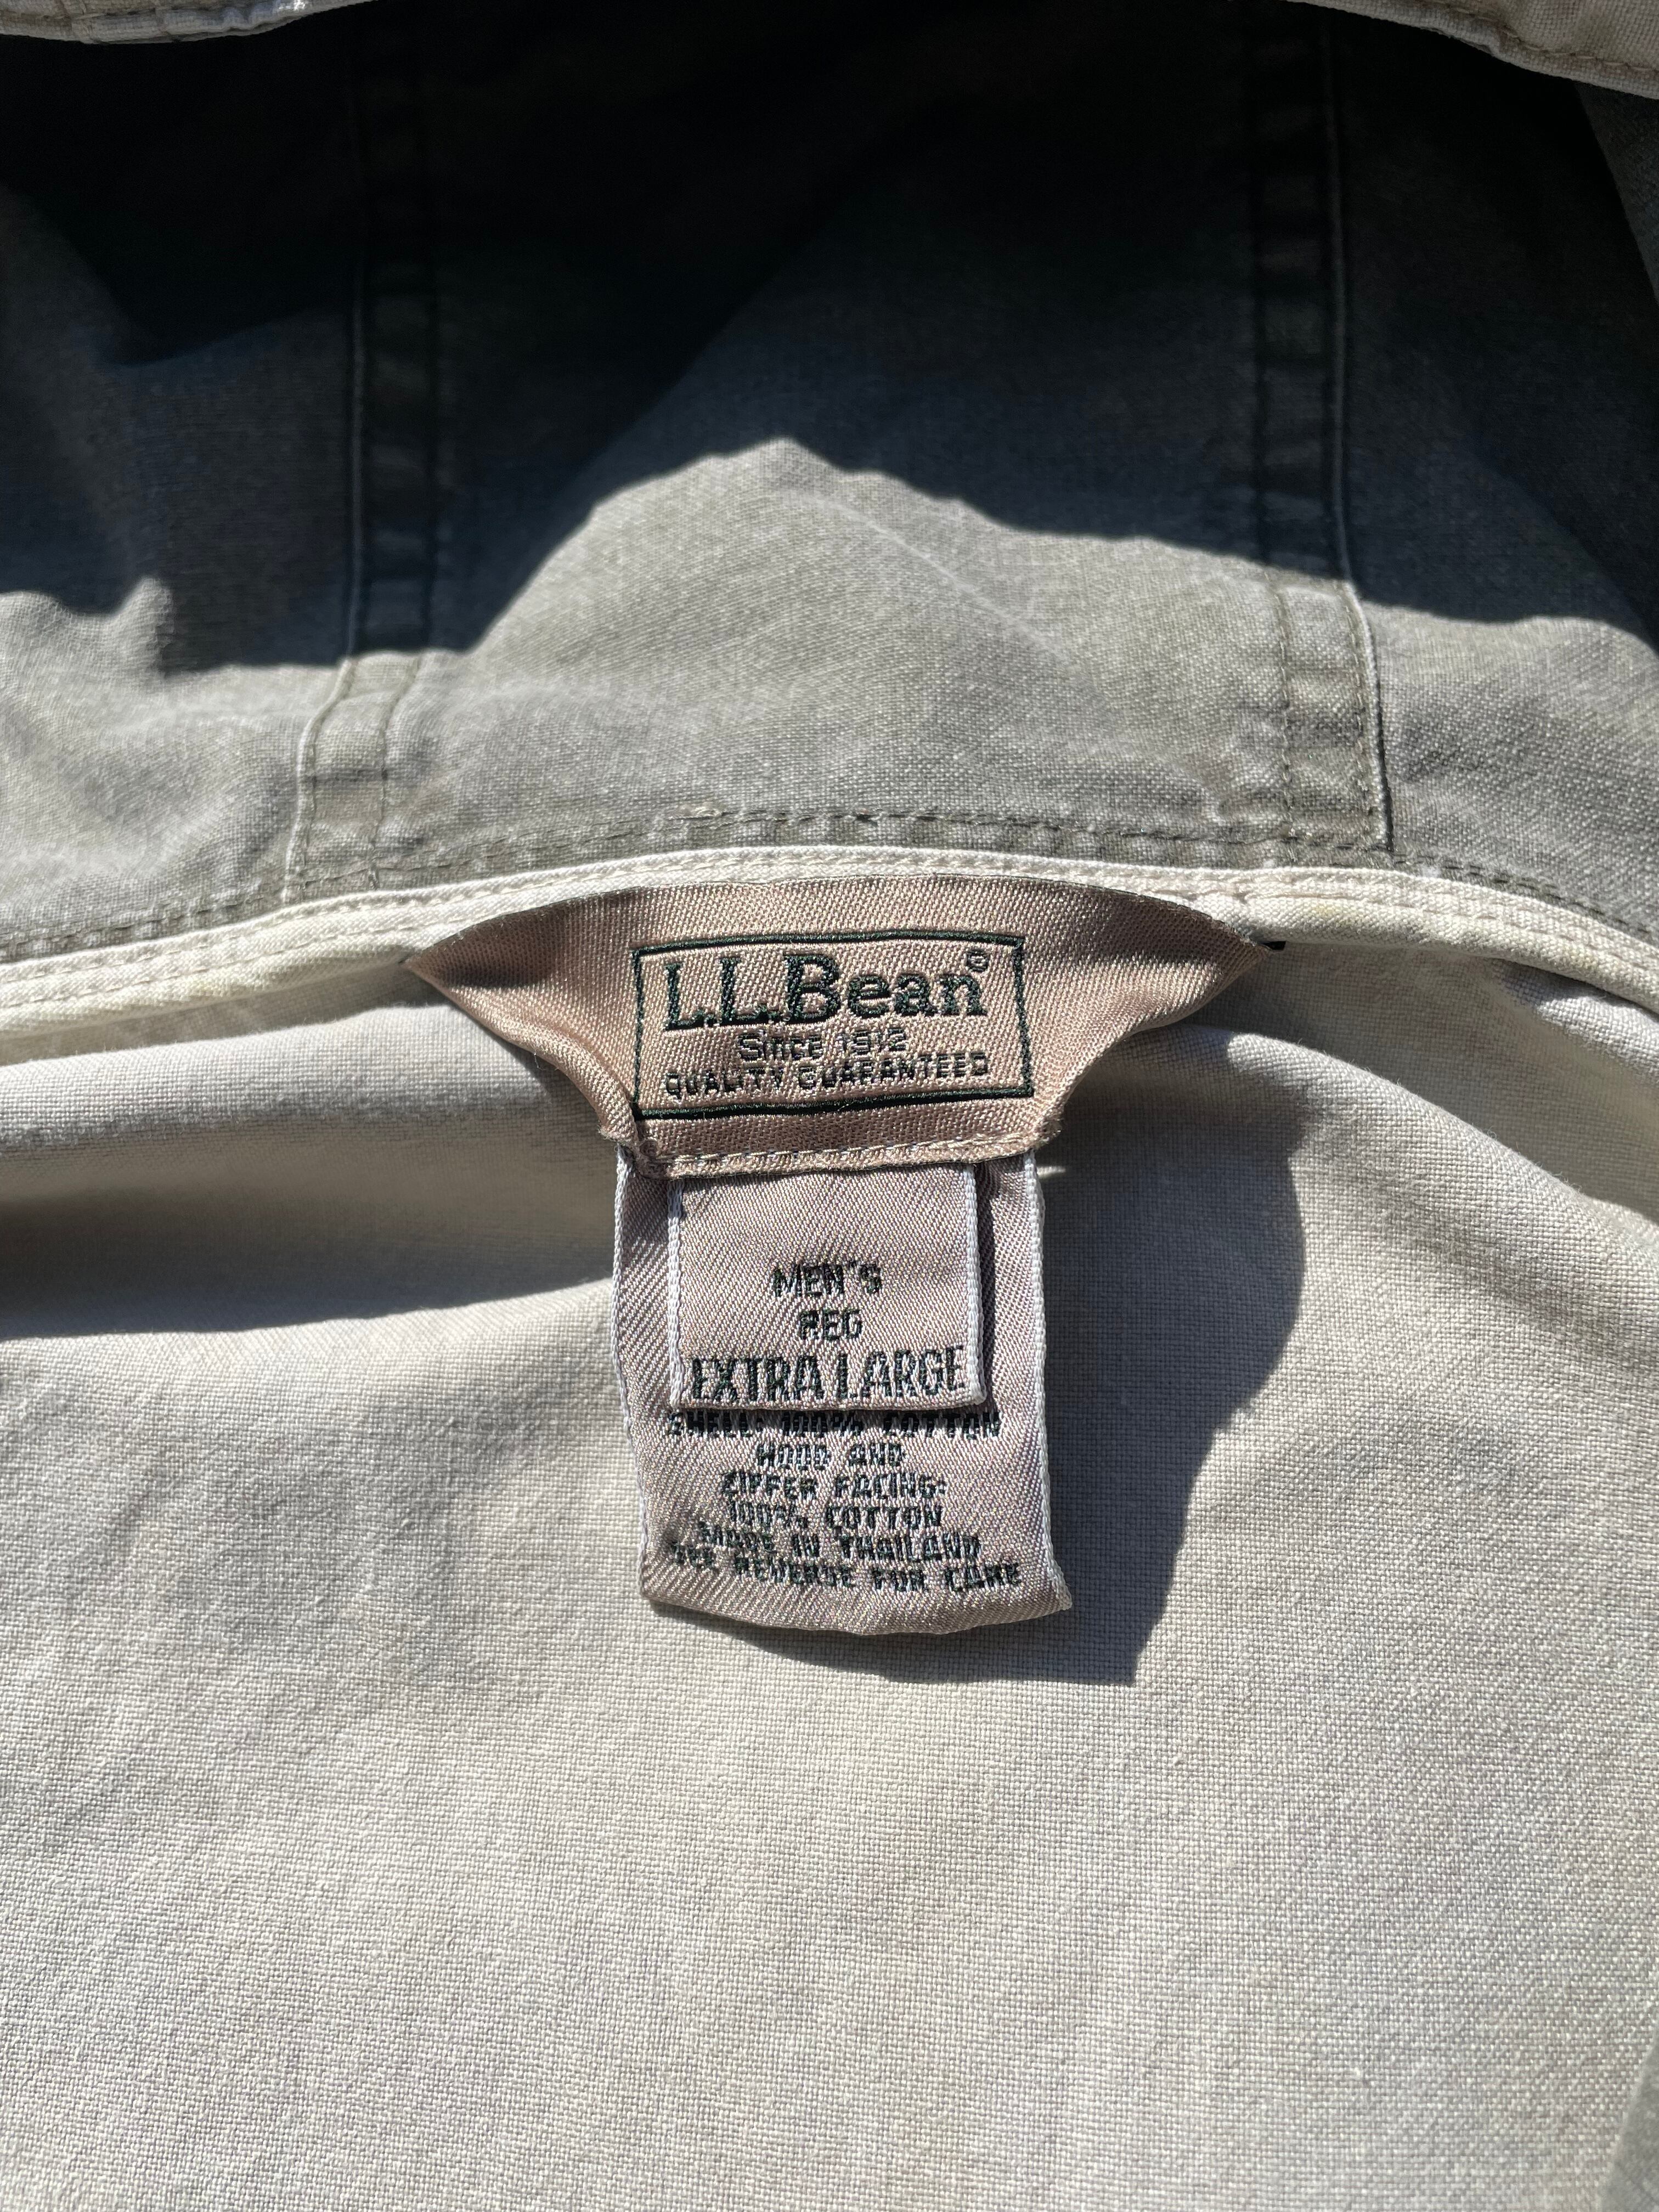 L.L.Bean®
Since 1912
QUALITY GUARANTEED
MEN'S
REG
EXTRA LARGE
SHELL: 100% COTTON
HOOD AND
ZIPPER FACING:
100% COTTON
MADE IN THAILAND
SEE REVERSE FOR CARE